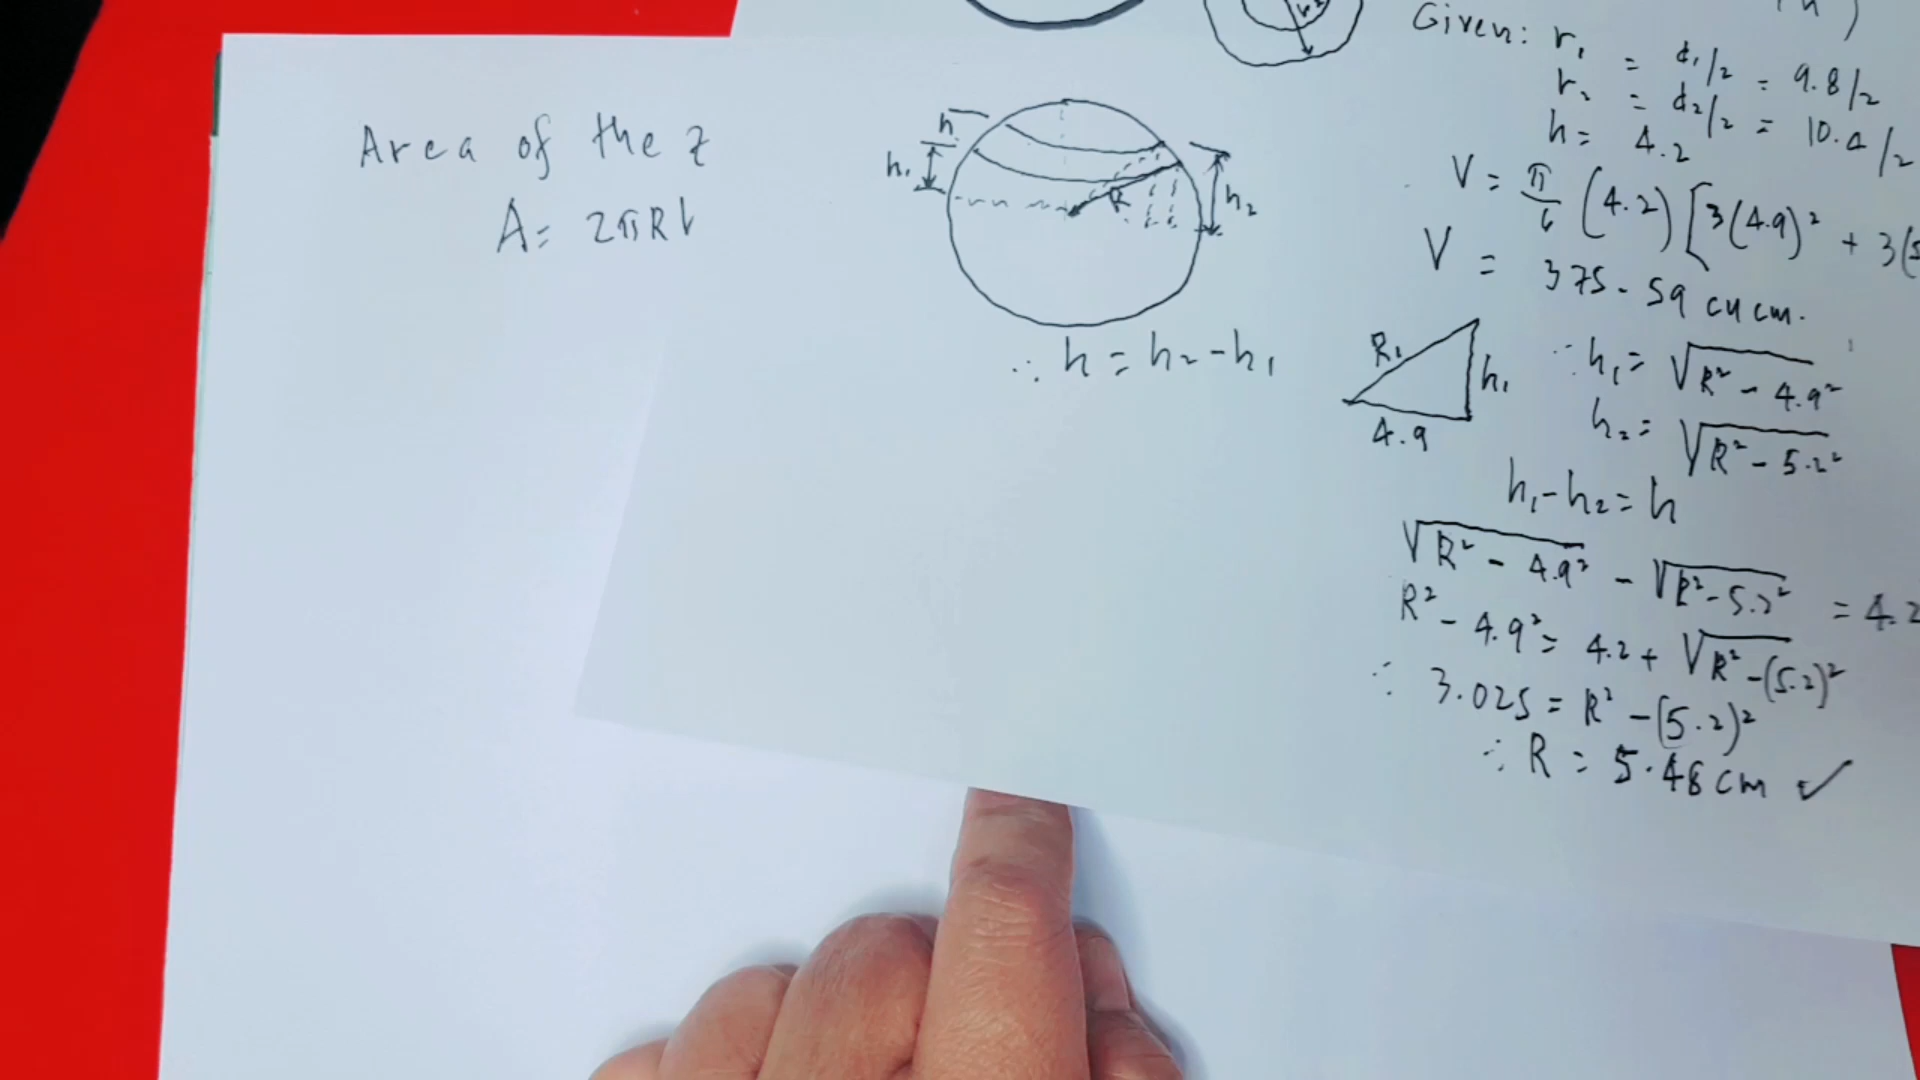 Area of the z
A = 2πR
h
h₁
R
h₂
∴ h = h₂ - h₁
Given: r₁ = d₁/2 = 9.8/2
r₂ = d₂/2 = 10.4/2
h = 4.2
V = π/6 (4.2) [3(4.9)² + 3(5
V = 375.59 cu cm.
R₁
h₁
4.9
∴ h₁ = √R² - 4.9²
h₂ = √R² - 5.2²
h₁ - h₂ = h
√R² - 4.9² - √R² - 5.2² = 4.2
R² - 4.9² = 4.2 + √R² - (5.2)²
∴ 3.025 = R² - (5.2)²
∴ R = 5.48 cm ✓